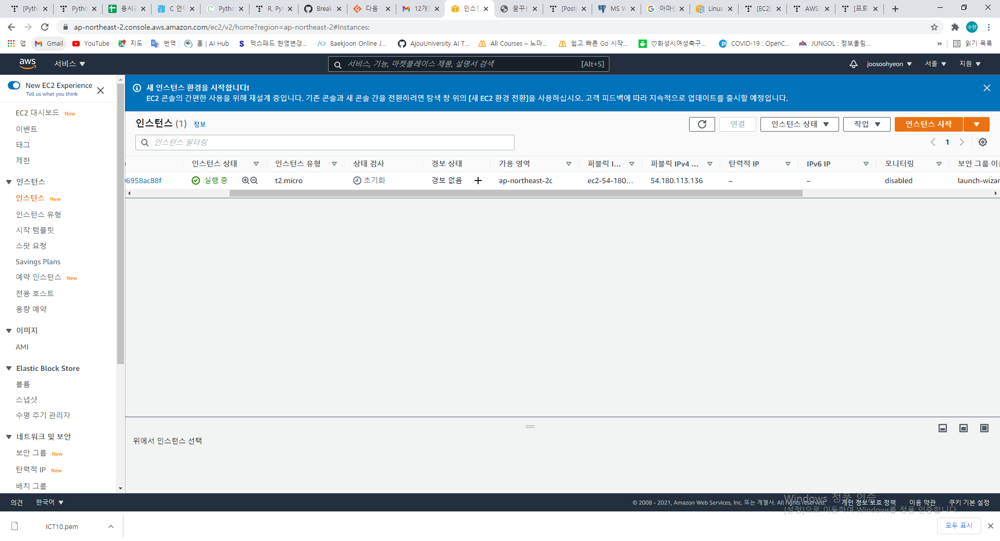 [Pyth
Pytho
응시
C 언어
Pytho
R, Py
Break
다음
12개
인스턴
꿈꾸는
[Post
MS W
아마존
Linux
[EC2]
AWS
[프로
ap-northeast-2.console.aws.amazon.com/ec2/v2/home?region=ap-northeast-2#Instances:
수현
앱
Gmail
YouTube
지도
번역
홈 | AI Hub
덱스패드 한영변경...
Baekjoon Online J...
AjouUniversity AI T...
All Courses – 노마...
쉽고 빠른 Go 시작...
♡화성시여성축구...
COVID-19 : OpenC...
JUNGOL : 정보올림...
»
읽기 목록
aws
서비스
서비스, 기능, 마켓플레이스 제품, 설명서 검색
[Alt+S]
joosoohyeon
서울
지원
New EC2 Experience
Tell us what you think
새 인스턴스 환경을 시작합니다!
EC2 콘솔의 간편한 사용을 위해 재설계 중입니다. 기존 콘솔과 새 콘솔 간을 전환하려면 탐색 창 위의 [새 EC2 환경 전환]을 사용하십시오. 고객 피드백에 따라 지속적으로 업데이트를 출시할 예정입니다.
EC2 대시보드 New
이벤트
태그
제한
인스턴스
인스턴스 New
인스턴스 유형
시작 템플릿
스팟 요청
Savings Plans
예약 인스턴스 New
전용 호스트
용량 예약
이미지
AMI
Elastic Block Store
볼륨
스냅샷
수명 주기 관리자
네트워크 및 보안
보안 그룹 New
탄력적 IP New
배치 그룹
인스턴스 (1) 정보
연결
인스턴스 상태
작업
인스턴스 시작
인스턴스 필터링
1
인스턴스 상태
인스턴스 유형
상태 검사
경보 상태
가용 영역
퍼블릭 I...
퍼블릭 IPv4 ...
탄력적 IP
IPv6 IP
모니터링
보안 그룹 이름
6958ac88f
실행 중
t2.micro
초기화
경보 없음
ap-northeast-2c
ec2-54-180...
54.180.113.136
–
–
disabled
launch-wizar
위에서 인스턴스 선택
의견
한국어
© 2008 - 2021, Amazon Web Services, Inc. 또는 계열사. All rights reserved.
개인 정보 보호 정책
이용 약관
쿠키 기본 설정
Windows 정품 인증
[설정]으로 이동하여 Windows를 정품 인증합니다.
ICT10.pem
모두 표시